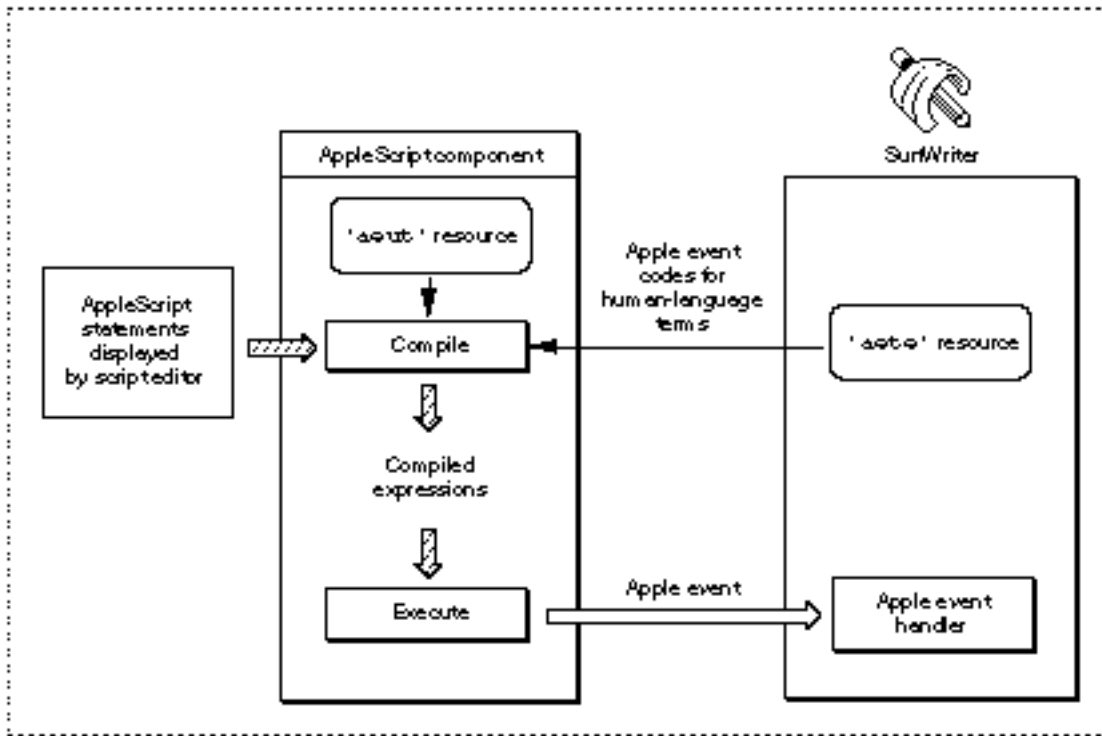 SurfWriter
AppleScript component
'aeut' resource
Apple event
codes for
human-language
terms
AppleScript
statements
displayed
by script editor
Compile
'aete' resource
Compiled
expressions
Apple event
Execute
Apple event
handler